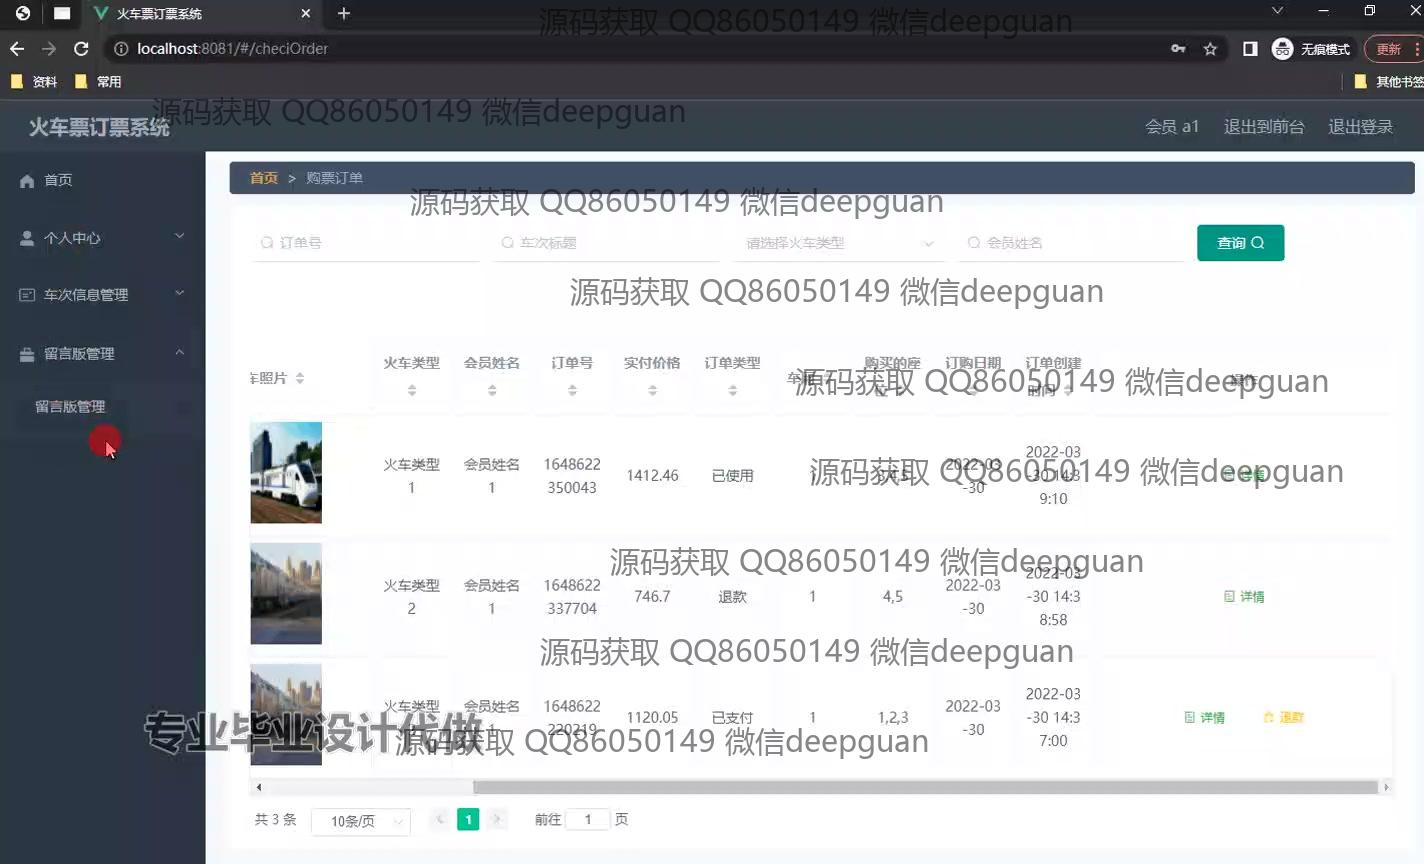 火车票订票系统
源码获取 QQ86050149 微信deepguan
localhost:8081/#/checiOrder
无痕模式
更新
资料
常用
其他书签
源码获取 QQ86050149 微信deepguan
火车票订票系统
会员 a1
退出到前台
退出登录
首页
个人中心
车次信息管理
留言版管理
留言版管理
首页 > 购票订单
源码获取 QQ86050149 微信deepguan
订单号
车次标题
请选择火车类型
会员姓名
查询
源码获取 QQ86050149 微信deepguan
车照片
火车类型
会员姓名
订单号
实付价格
订单类型
购买的座
订购日期
订单创建
时间
操作
源码获取 QQ86050149 微信deepguan
火车类型
1
会员姓名
1
1648622
350043
1412.46
已使用
2022-03
-30
2022-03
-30 14:3
9:10
详情
源码获取 QQ86050149 微信deepguan
源码获取 QQ86050149 微信deepguan
火车类型
2
会员姓名
1
1648622
337704
746.7
退款
1
4,5
2022-03
-30
2022-03
-30 14:3
8:58
详情
源码获取 QQ86050149 微信deepguan
火车类型
会员姓名
1648622
220219
1120.05
已支付
1
1,2,3
2022-03
-30
2022-03
-30 14:3
7:00
详情
退款
专业毕业设计代做
源码获取 QQ86050149 微信deepguan
共 3 条
10条/页
1
前往 1 页